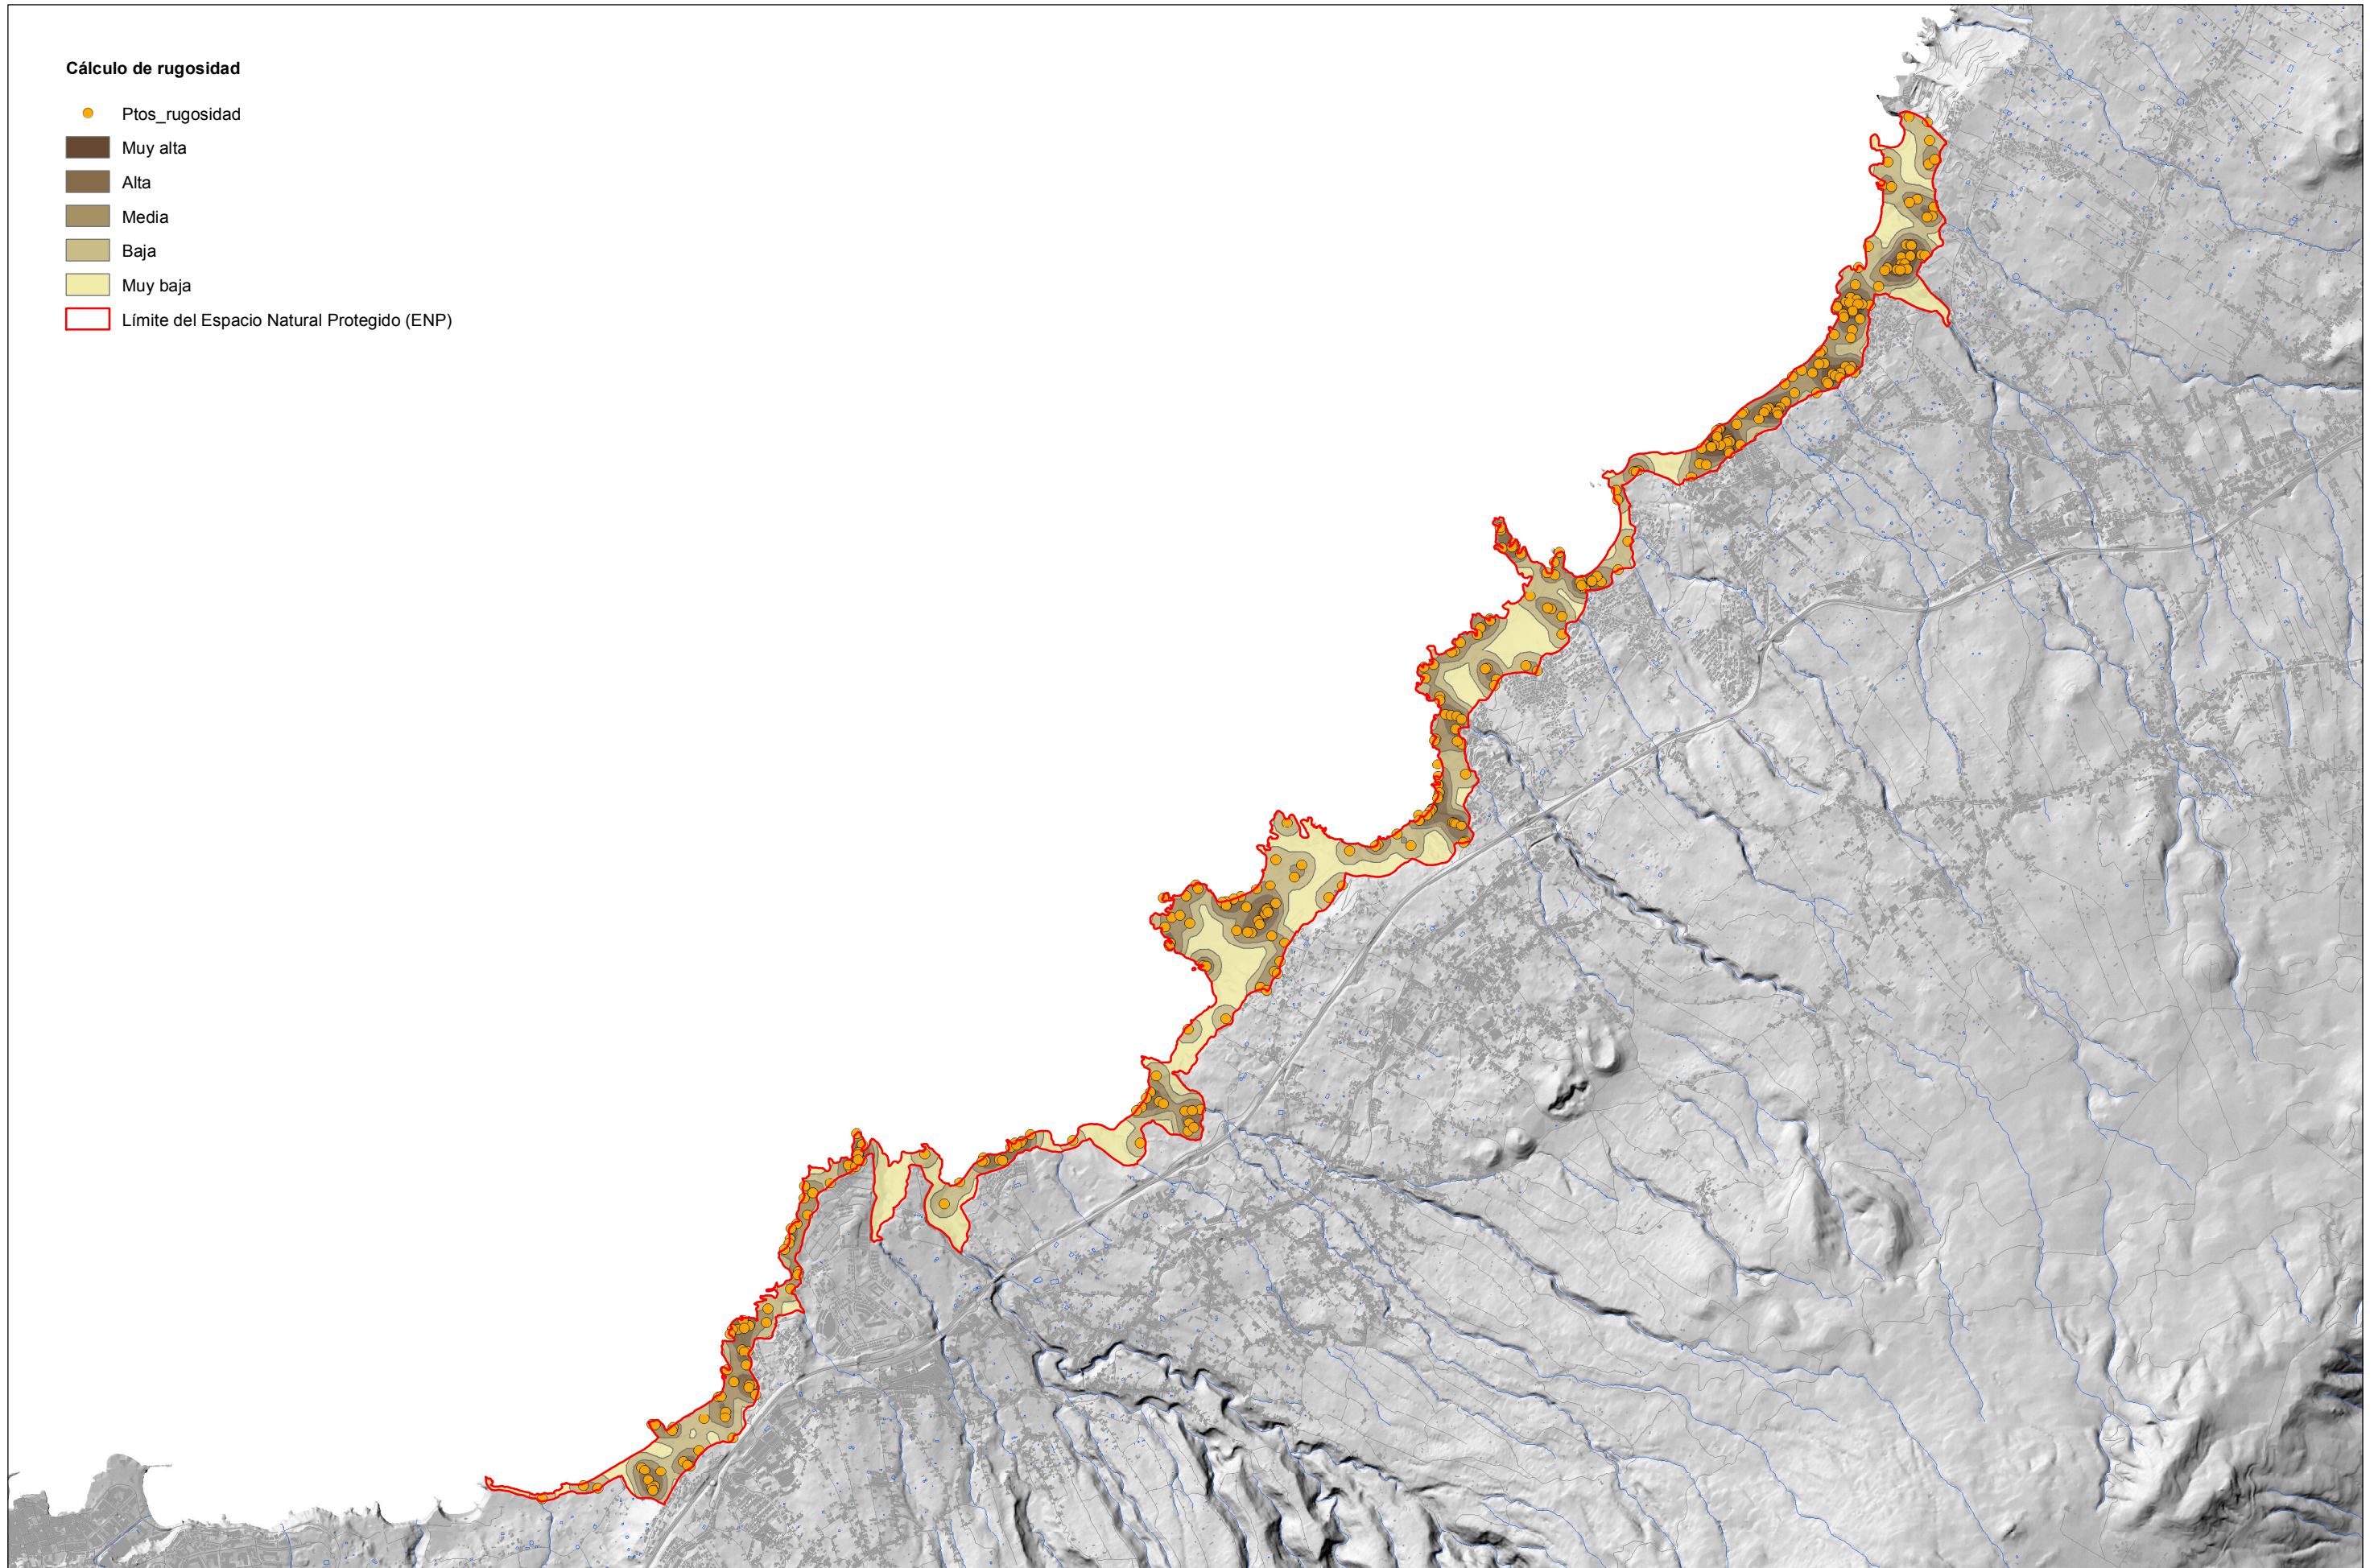 Cálculo de rugosidad
Ptos_rugosidad
Muy alta
Alta
Media
Baja
Muy baja
Límite del Espacio Natural Protegido (ENP)